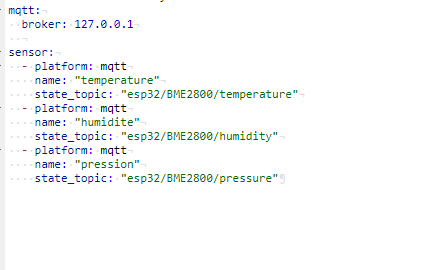 mqtt:
  broker: 127.0.0.1
sensor:
  - platform: mqtt
    name: "temperature"
    state_topic: "esp32/BME2800/temperature"
  - platform: mqtt
    name: "humidite"
    state_topic: "esp32/BME2800/humidity"
  - platform: mqtt
    name: "pression"
    state_topic: "esp32/BME2800/pressure"